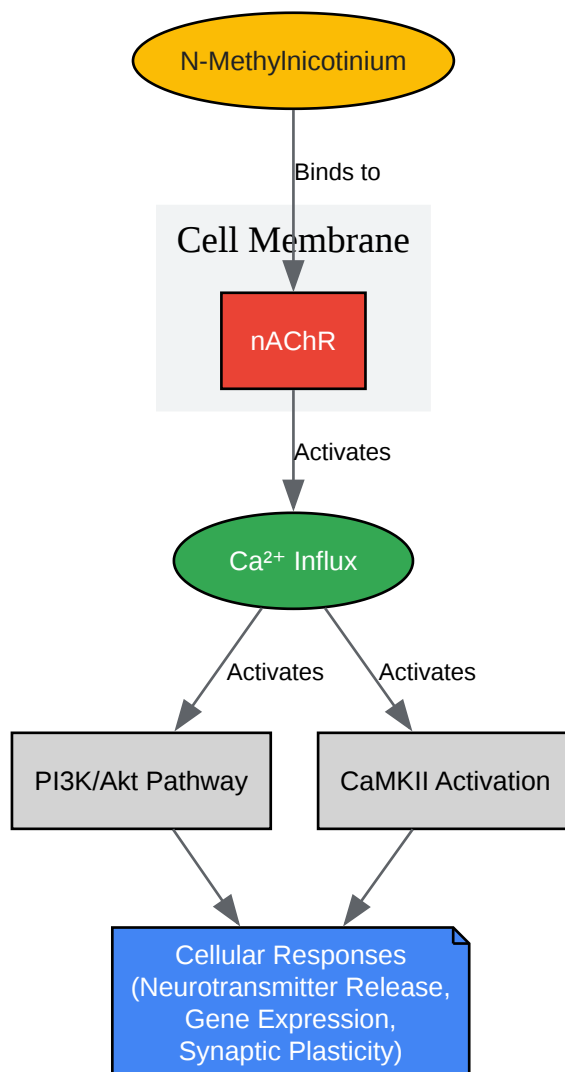 N-Methylnicotinium
Binds to
Cell Membrane
nAChR
Activates
Ca²⁺ Influx
Activates
Activates
PI3K/Akt Pathway
CaMKII Activation
Cellular Responses
(Neurotransmitter Release,
Gene Expression,
Synaptic Plasticity)